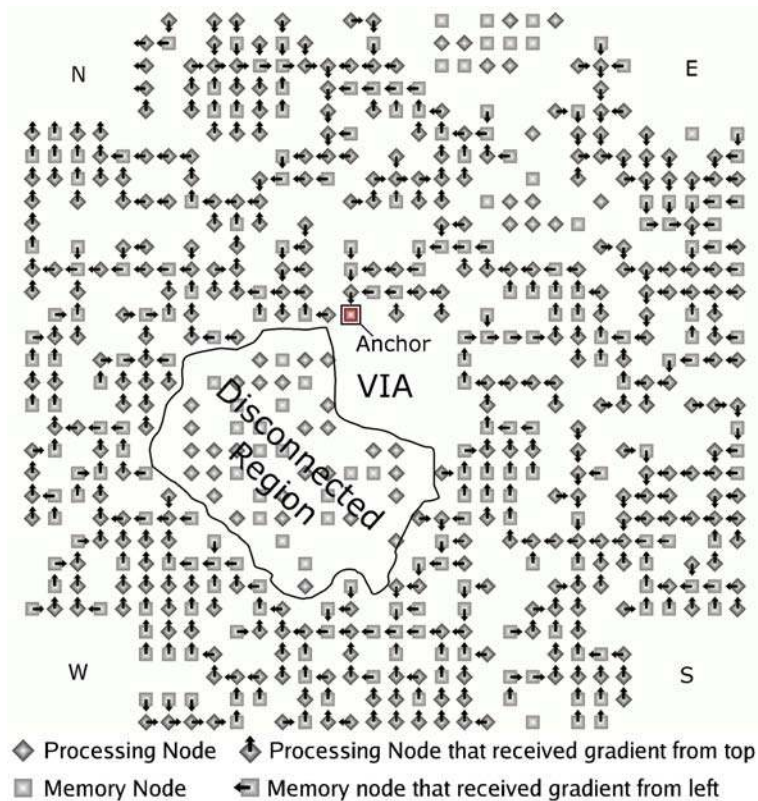 N
E
Anchor
VIA
Disconnected
Region
W
S
Processing Node
Processing Node that received gradient from top
Memory Node
Memory node that received gradient from left